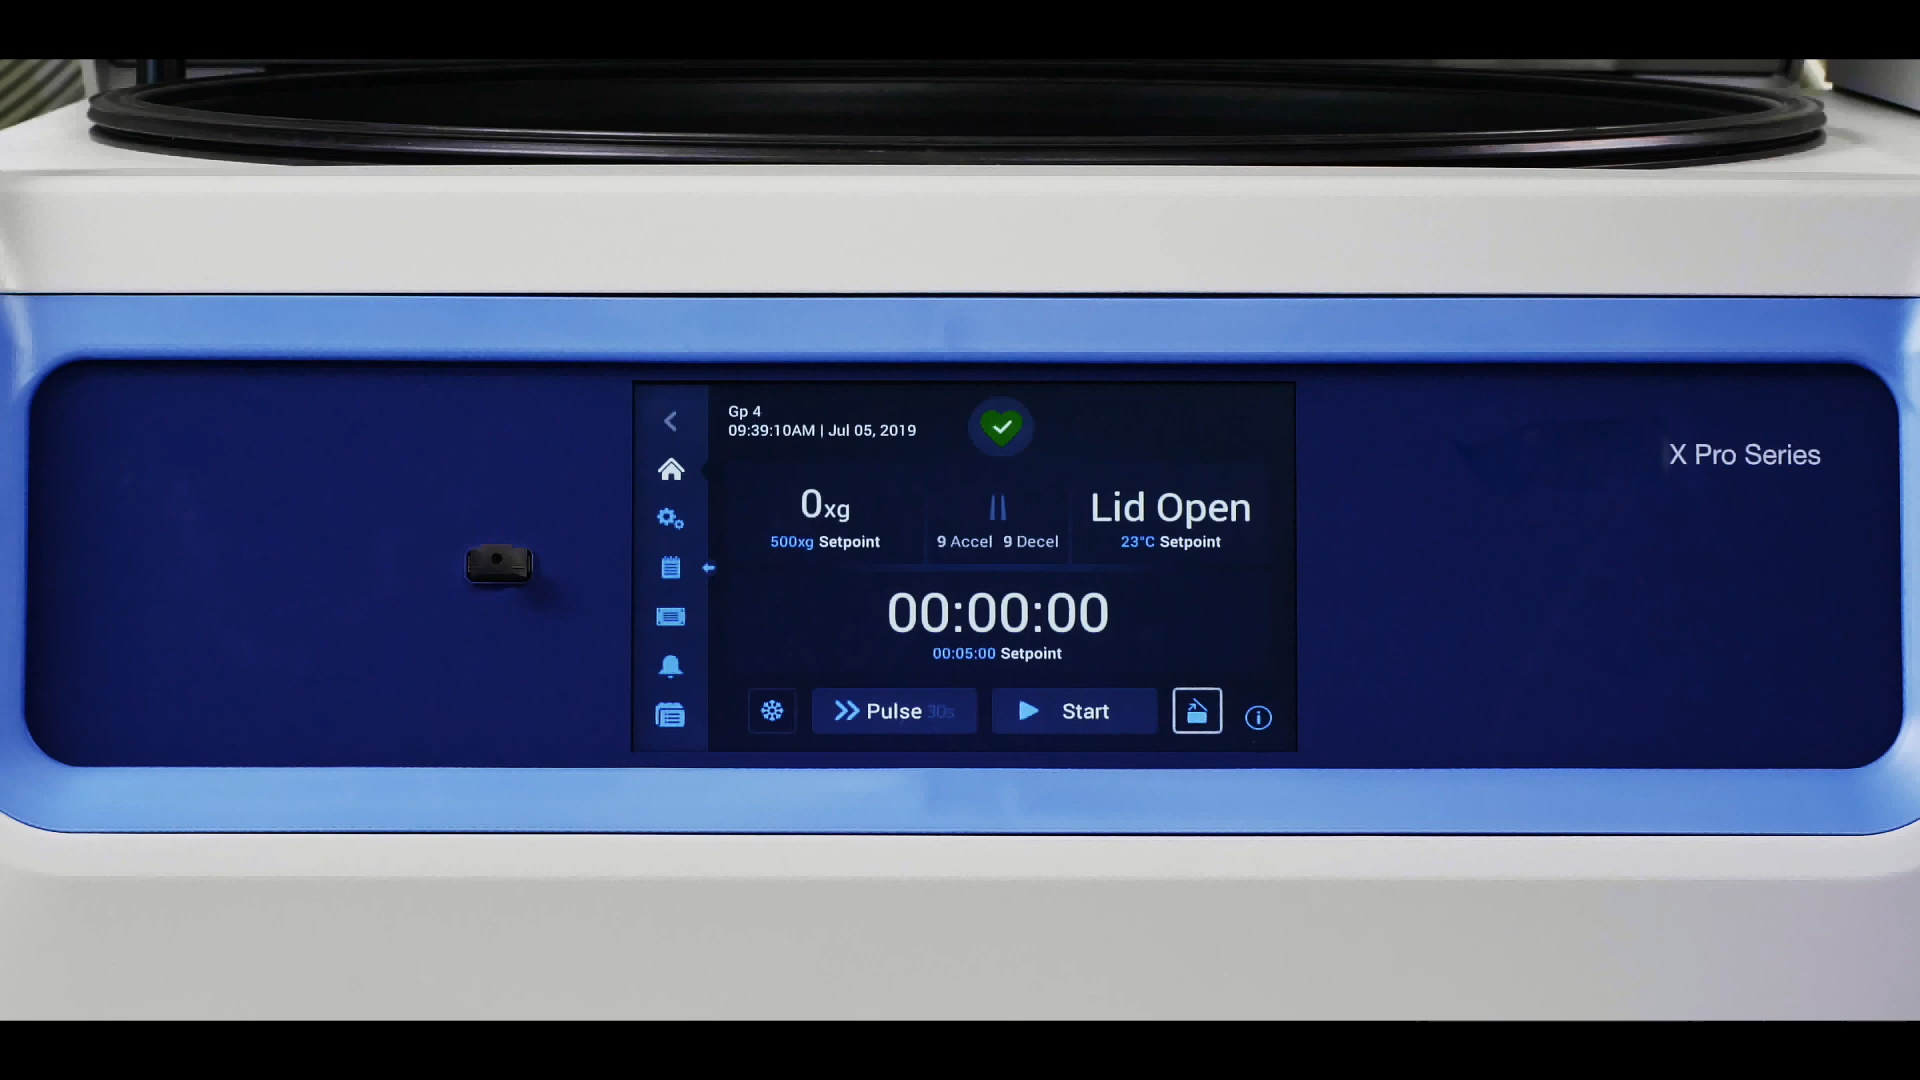 Gp 4
09:39:10AM | Jul 05, 2019
0xg
500xg Setpoint
9 Accel 9 Decel
Lid Open
23°C Setpoint
00:00:00
00:05:00 Setpoint
Pulse 30s
Start
X Pro Series